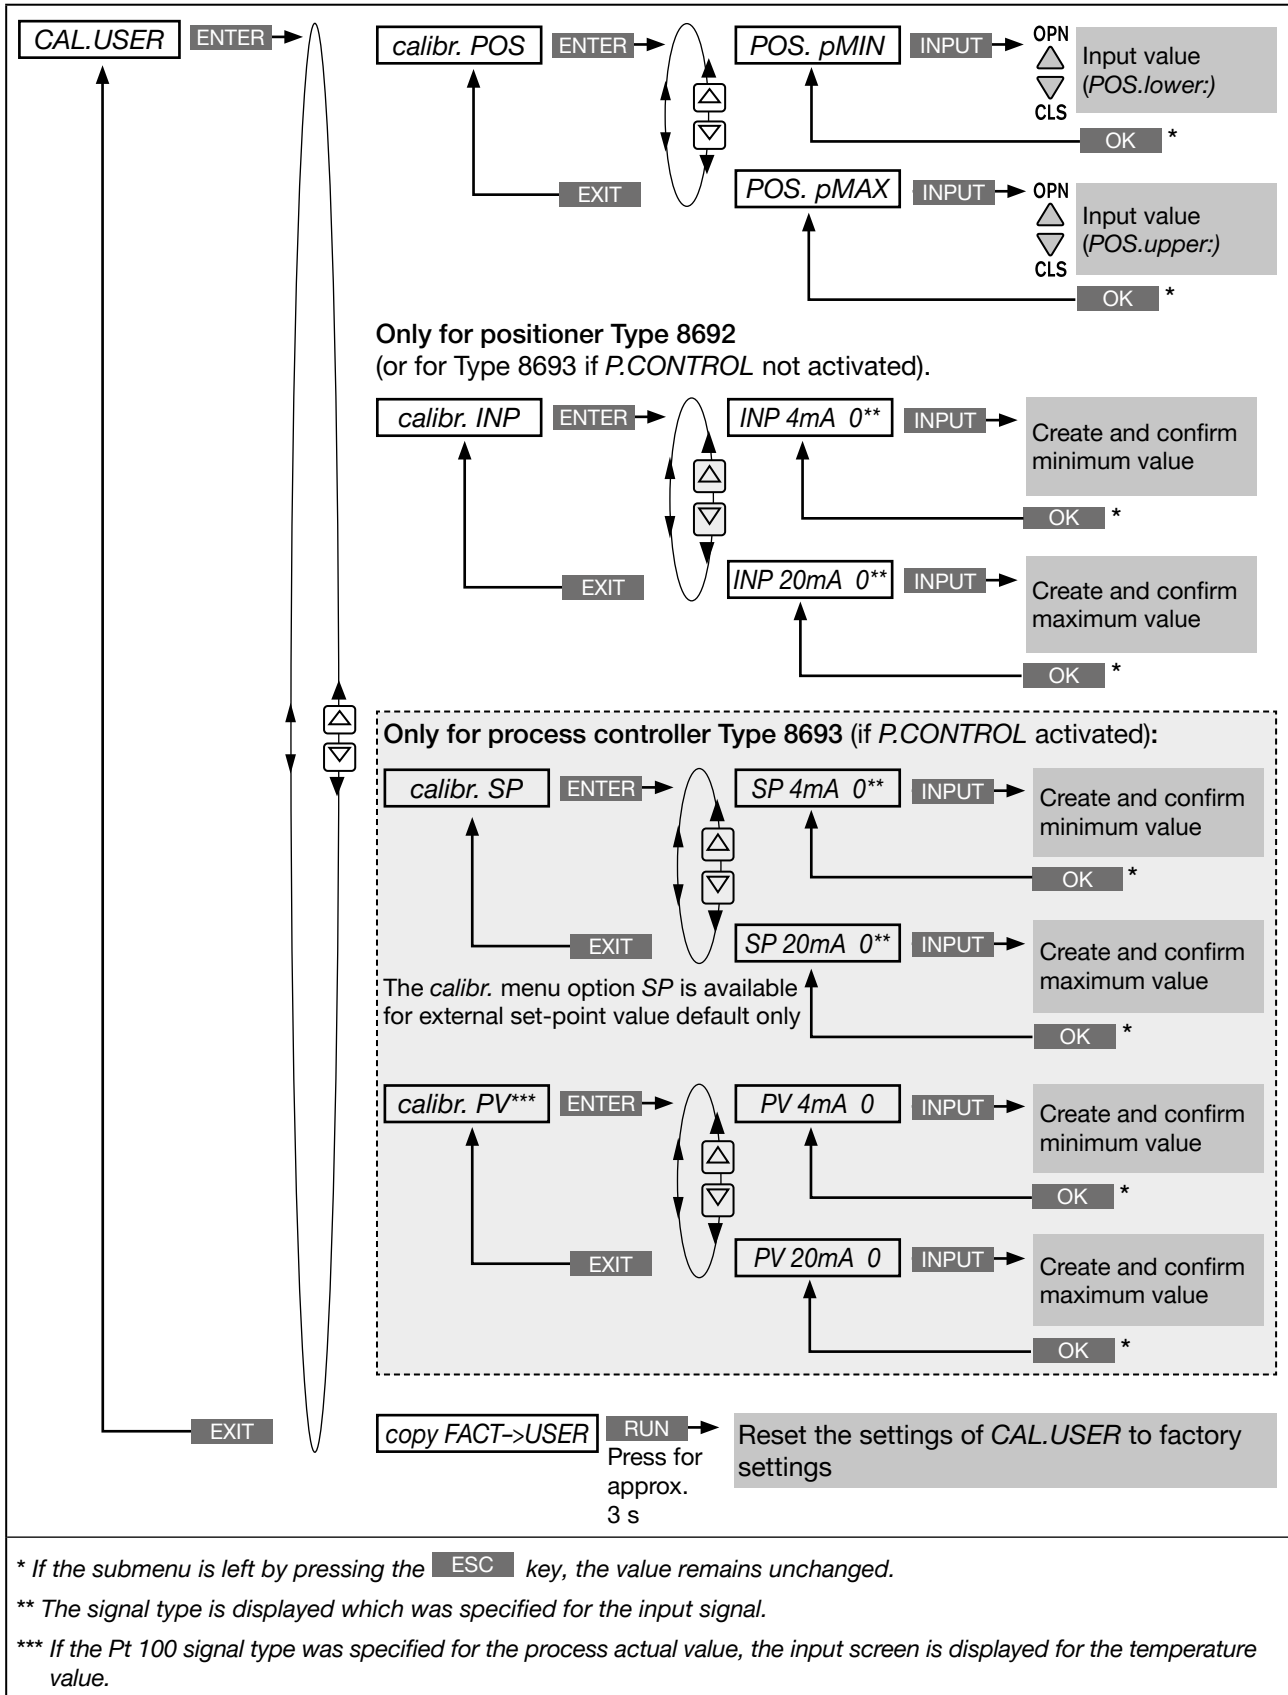 CAL.USER ENTER
calibr. POS ENTER POS. pMIN INPUT OPN Input value
(POS.lower:)
CLS
OK *
EXIT POS. pMAX INPUT OPN Input value
(POS.upper:)
CLS
OK *
Only for positioner Type 8692
(or for Type 8693 if P.CONTROL not activated).
calibr. INP ENTER INP 4mA 0** INPUT Create and confirm
minimum value
OK *
EXIT INP 20mA 0** INPUT Create and confirm
maximum value
OK *
Only for process controller Type 8693 (if P.CONTROL activated):
calibr. SP ENTER SP 4mA 0** INPUT Create and confirm
minimum value
OK *
EXIT SP 20mA 0** INPUT Create and confirm
maximum value
The calibr. menu option SP is available
for external set-point value default only
OK *
calibr. PV*** ENTER PV 4mA 0 INPUT Create and confirm
minimum value
OK *
EXIT PV 20mA 0 INPUT Create and confirm
maximum value
OK *
EXIT copy FACT–>USER RUN Reset the settings of CAL.USER to factory
settings
Press for
approx.
3 s
* If the submenu is left by pressing the ESC key, the value remains unchanged.
** The signal type is displayed which was specified for the input signal.
*** If the Pt 100 signal type was specified for the process actual value, the input screen is displayed for the temperature
value.